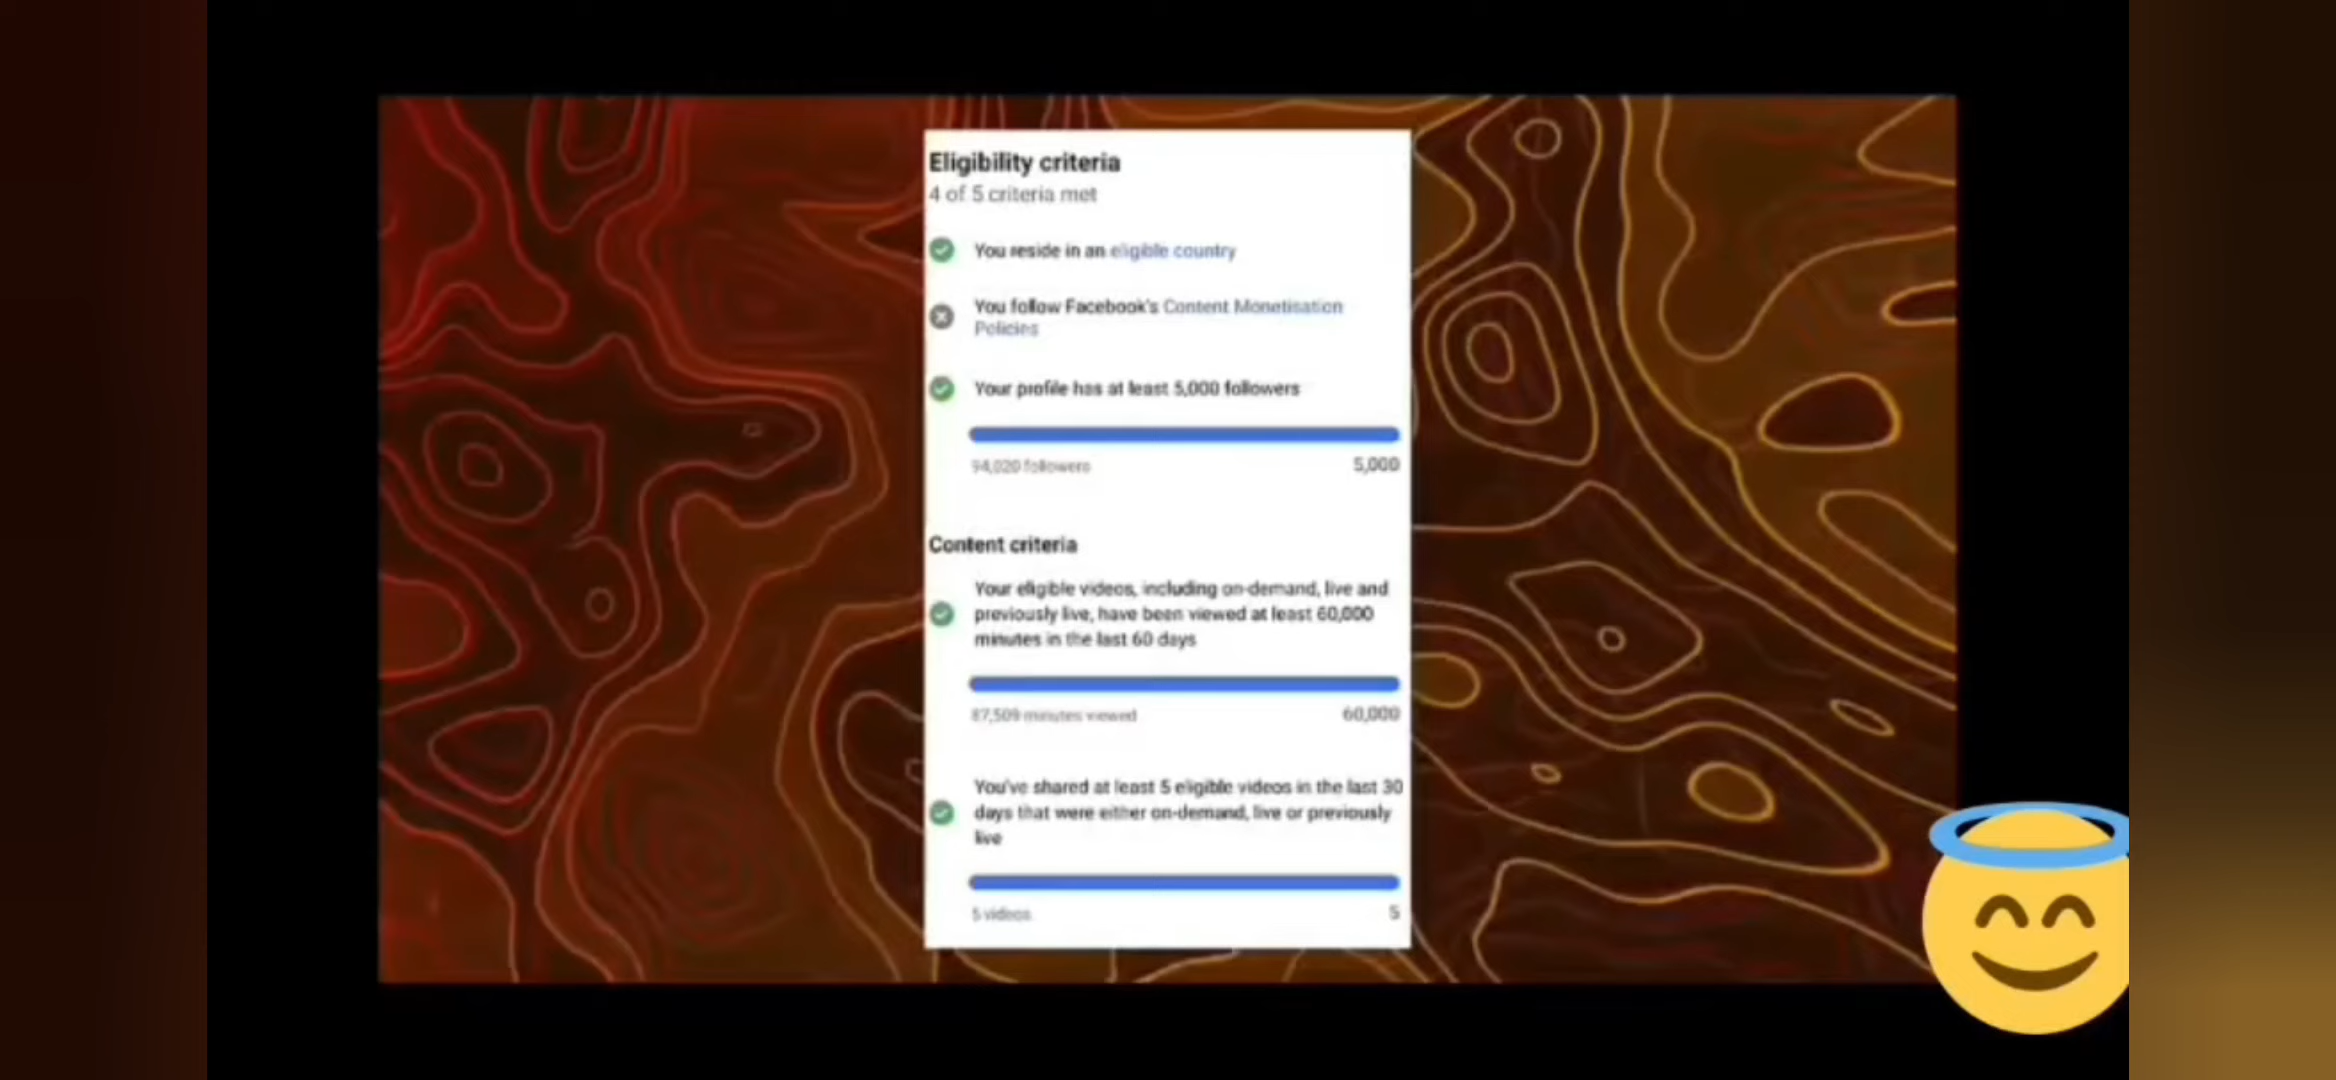 Eligibility criteria
4 of 5 criteria met
You reside in an eligible country
You follow Facebook's Content Monetisation
Policies
Your profile has at least 5,000 followers
94,020 followers
5,000
Content criteria
Your eligible videos, including on-demand, live and
previously live, have been viewed at least 60,000
minutes in the last 60 days
87,509 minutes viewed
60,000
You've shared at least 5 eligible videos in the last 30
days that were either on-demand, live or previously
live
5 videos
5